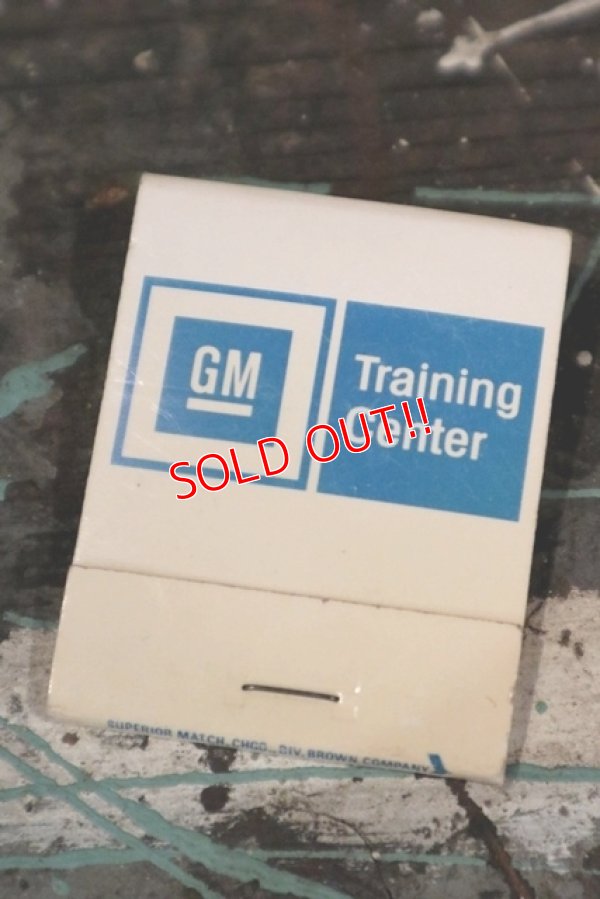 GM
Training
Center
SOLD OUT!!
SUPERIOR MATCH, CHGO., DIV. BROWN COMPANY